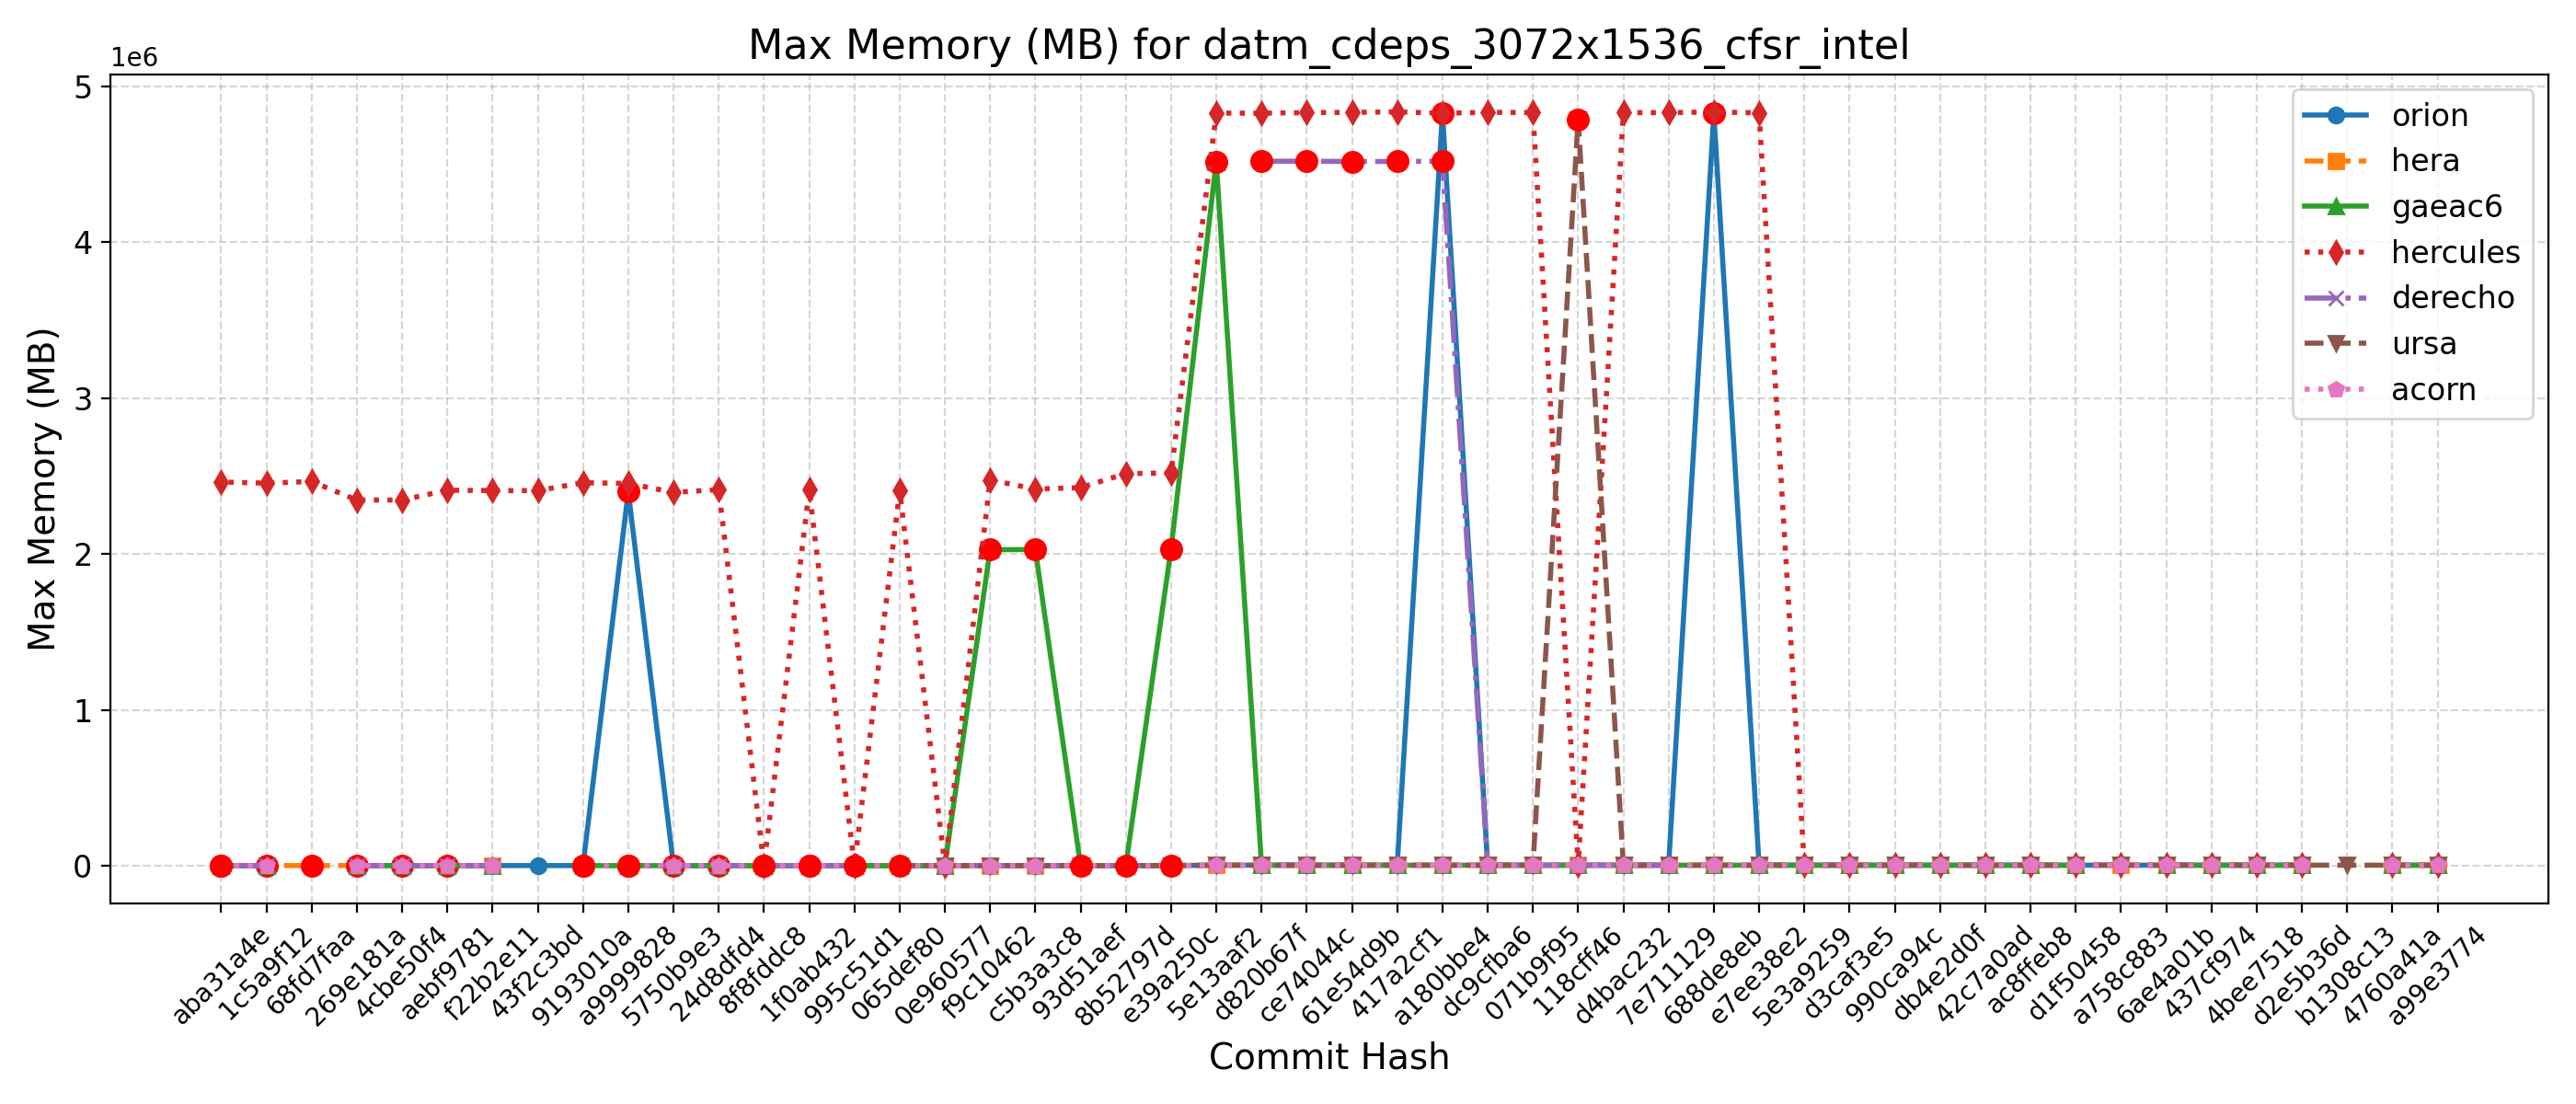 Max Memory (MB) for datm_cdeps_3072x1536_cfsr_intel
1e6
5
4
3
2
1
0
Max Memory (MB)
orion
hera
gaeac6
hercules
derecho
ursa
acorn
aba31a4e
1c5a9f12
68fd7faa
269e181a
4cbe50f4
aebf9781
f22b2e11
43f2c3bd
9193010a
a9999828
5750b9e3
24d8dfd4
8f8fddc8
1f0ab432
995c51d1
065def80
0e960577
f9c10462
c5b3a3c8
93d51aef
8b52797d
e39a250c
5e13aaf2
d820b67f
ce74044c
61e54d9b
417a2cf1
a180bbe4
dc9cfba6
071b9f95
118cff46
d4bac232
7e711129
688de8eb
e7ee38e2
5e3a9259
d3caf3e5
990ca94c
db4e2d0f
42c7a0ad
ac8ffeb8
d1f50458
a758c883
6ae4a01b
437cf974
4bee7518
d2e5b36d
b1308c13
4760a41a
a99e3774
Commit Hash